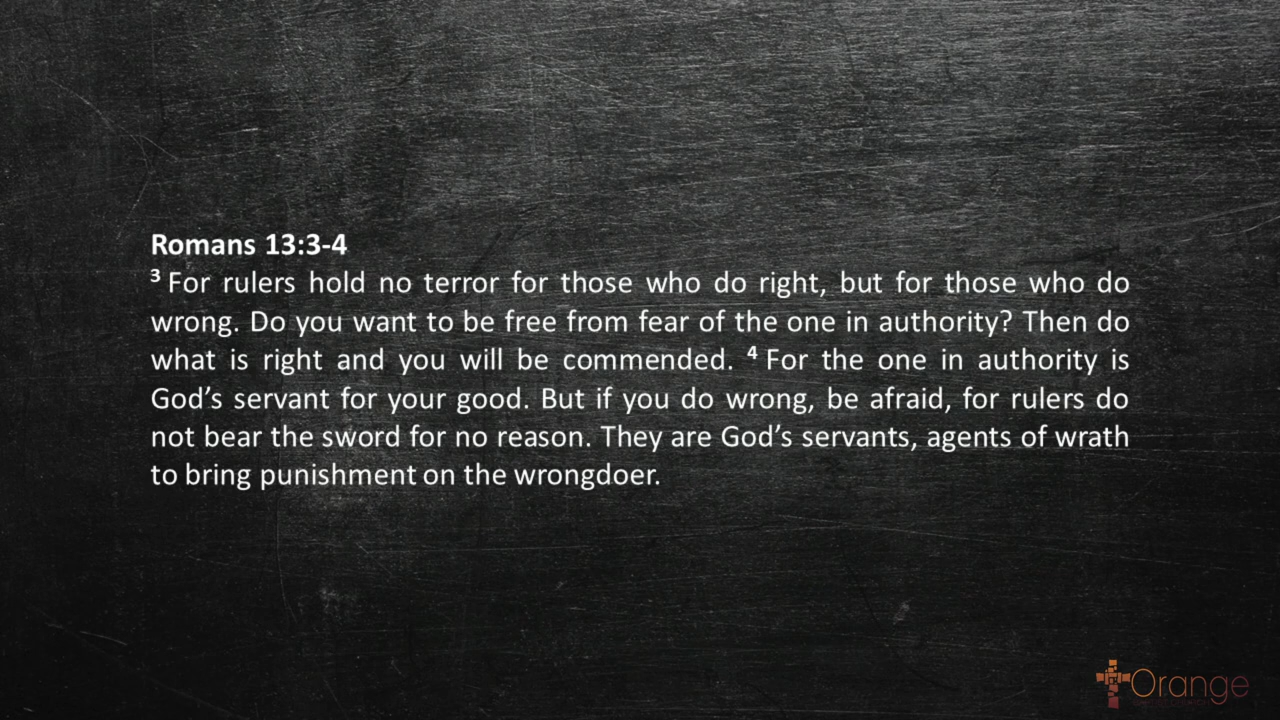 Romans 13:3-4
³ For rulers hold no terror for those who do right, but for those who do
wrong. Do you want to be free from fear of the one in authority? Then do
what is right and you will be commended. ⁴ For the one in authority is
God’s servant for your good. But if you do wrong, be afraid, for rulers do
not bear the sword for no reason. They are God’s servants, agents of wrath
to bring punishment on the wrongdoer.
Orange